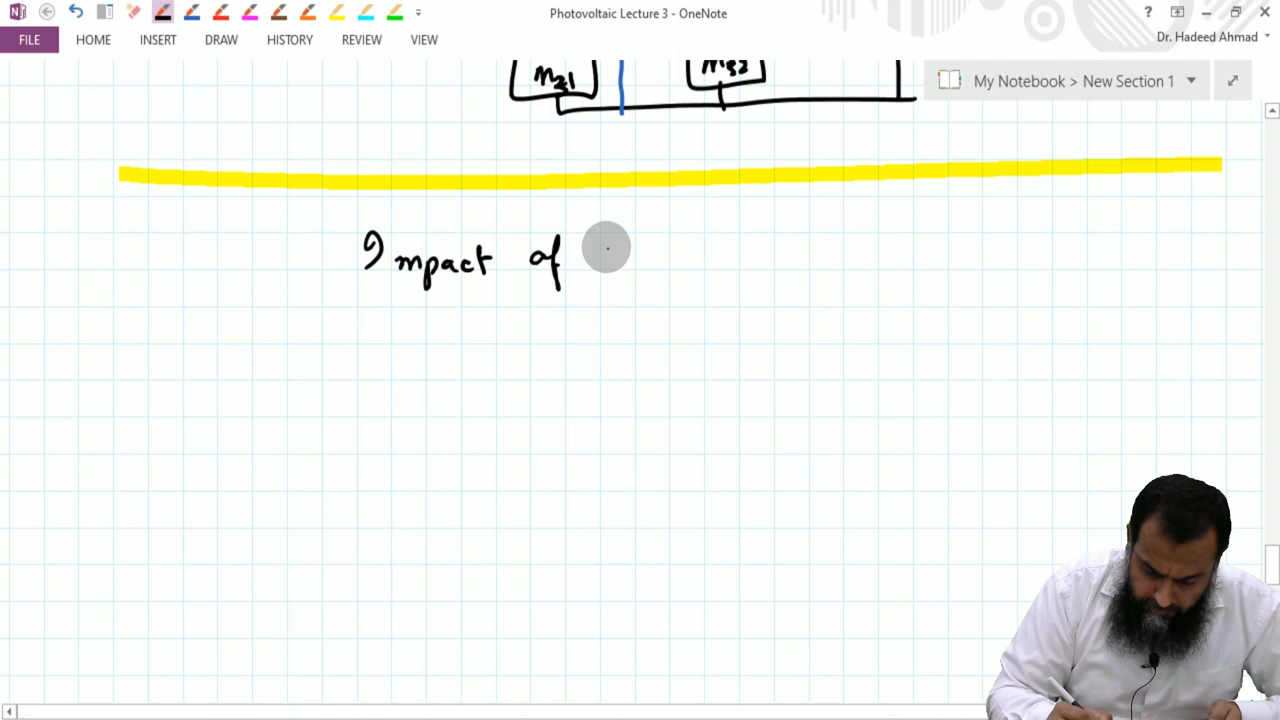 Photovoltaic Lecture 3 - OneNote
Dr. Hadeed Ahmad
FILE HOME INSERT DRAW HISTORY REVIEW VIEW
My Notebook > New Section 1
Impact of